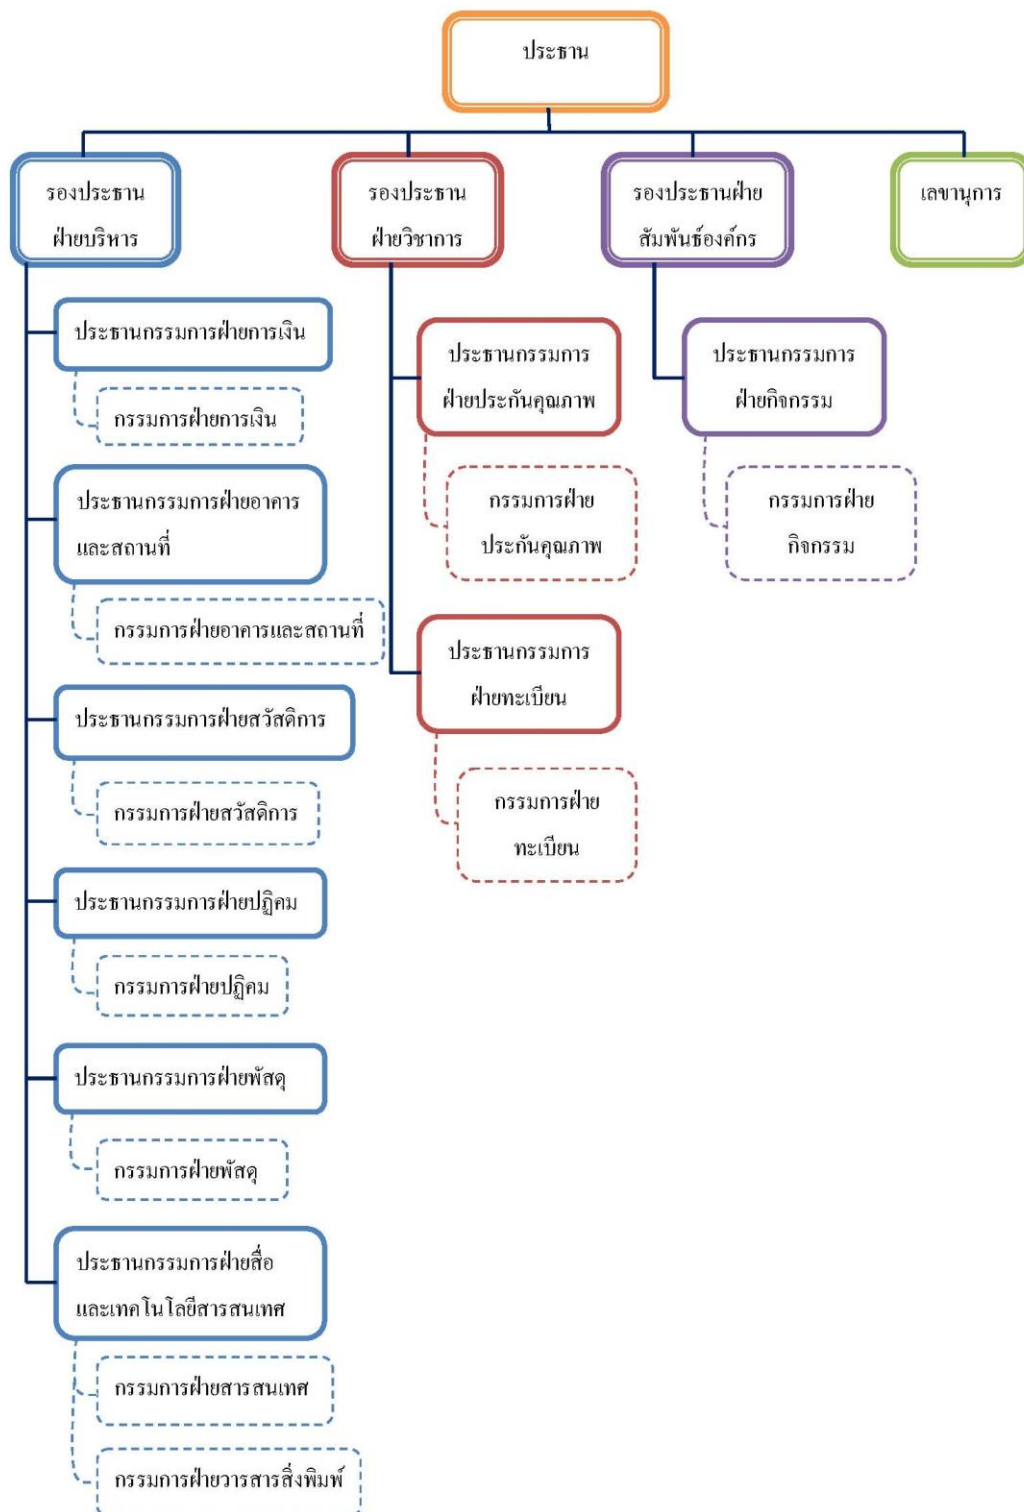 ประธาน
รองประธาน
ฝ่ายบริหาร
รองประธาน
ฝ่ายวิชาการ
รองประธานฝ่าย
สัมพันธ์องค์กร
เลขานุการ
ประธานกรรมการฝ่ายการเงิน
กรรมการฝ่ายการเงิน
ประธานกรรมการฝ่ายอาคาร
และสถานที่
กรรมการฝ่ายอาคารและสถานที่
ประธานกรรมการฝ่ายสวัสดิการ
กรรมการฝ่ายสวัสดิการ
ประธานกรรมการฝ่ายปฏิคม
กรรมการฝ่ายปฏิคม
ประธานกรรมการฝ่ายพัสดุ
กรรมการฝ่ายพัสดุ
ประธานกรรมการฝ่ายสื่อ
และเทคโนโลยีสารสนเทศ
กรรมการฝ่ายสารสนเทศ
กรรมการฝ่ายวารสารสิ่งพิมพ์
ประธานกรรมการ
ฝ่ายประกันคุณภาพ
กรรมการฝ่าย
ประกันคุณภาพ
ประธานกรรมการ
ฝ่ายทะเบียน
กรรมการฝ่าย
ทะเบียน
ประธานกรรมการ
ฝ่ายกิจกรรม
กรรมการฝ่าย
กิจกรรม